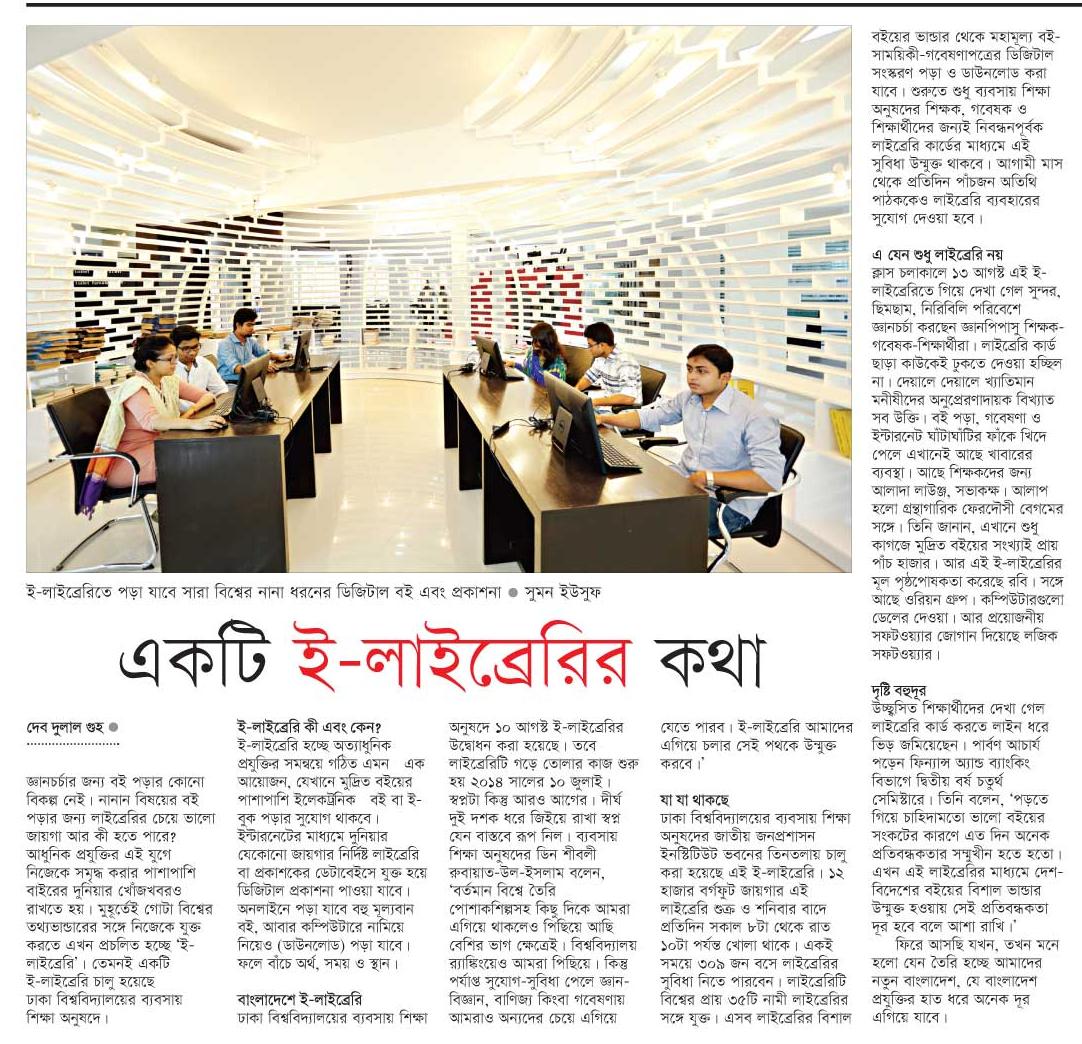 ই-লাইব্রেরিতে পড়া যাবে সারা বিশ্বের নানা ধরনের ডিজিটাল বই এবং প্রকাশনা ● সুমন ইউসুফ
একটি ই-লাইব্রেরির কথা
দেব দুলাল গুহ ●
জ্ঞানচর্চার জন্য বই পড়ার কোনো
বিকল্প নেই। নানান বিষয়ের বই
পড়ার জন্য লাইব্রেরির চেয়ে ভালো
জায়গা আর কী হতে পারে?
আধুনিক প্রযুক্তির এই যুগে
নিজেকে সমৃদ্ধ করার পাশাপাশি
বাইরের দুনিয়ার খোঁজখবরও
রাখতে হয়। মুহূর্তেই গোটা বিশ্বের
তথ্যভান্ডারের সঙ্গে নিজেকে যুক্ত
করতে এখন প্রচলিত হচ্ছে ‘ই-
লাইব্রেরি’। তেমনই একটি
ই-লাইব্রেরি চালু হয়েছে
ঢাকা বিশ্ববিদ্যালয়ের ব্যবসায়
শিক্ষা অনুষদে।
ই-লাইব্রেরি কী এবং কেন?
ই-লাইব্রেরি হচ্ছে অত্যাধুনিক
প্রযুক্তির সমন্বয়ে গঠিত এমন এক
আয়োজন, যেখানে মুদ্রিত বইয়ের
পাশাপাশি ইলেকট্রনিক বই বা ই-
বুক পড়ার সুযোগ থাকবে।
ইন্টারনেটের মাধ্যমে দুনিয়ার
যেকোনো জায়গার নির্দিষ্ট লাইব্রেরি
বা প্রকাশকের ডেটাবেইসে যুক্ত হয়ে
ডিজিটাল প্রকাশনা পাওয়া যাবে।
অনলাইনে পড়া যাবে বহু মূল্যবান
বই, আবার কম্পিউটারে নামিয়ে
নিয়েও (ডাউনলোড) পড়া যাবে।
ফলে বাঁচে অর্থ, সময় ও স্থান।
বাংলাদেশে ই-লাইব্রেরি
ঢাকা বিশ্ববিদ্যালয়ের ব্যবসায় শিক্ষা
অনুষদে ১০ আগস্ট ই-লাইব্রেরির
উদ্বোধন করা হয়েছে। তবে
লাইব্রেরিটি গড়ে তোলার কাজ শুরু
হয় ২০১৪ সালের ১০ জুলাই।
স্বপ্নটা কিন্তু আরও আগের। দীর্ঘ
দুই দশক ধরে জিইয়ে রাখা স্বপ্ন
যেন বাস্তবে রূপ নিল। ব্যবসায়
শিক্ষা অনুষদের ডিন শীবলী
রুবায়াত-উল-ইসলাম বলেন,
‘বর্তমান বিশ্বে তৈরি
পোশাকশিল্পসহ কিছু দিকে আমরা
এগিয়ে থাকলেও পিছিয়ে আছি
বেশির ভাগ ক্ষেত্রেই। বিশ্ববিদ্যালয়
র‍্যাঙ্কিংয়েও আমরা পিছিয়ে। কিন্তু
পর্যাপ্ত সুযোগ-সুবিধা পেলে জ্ঞান-
বিজ্ঞান, বাণিজ্য কিংবা গবেষণায়
আমরাও অন্যদের চেয়ে এগিয়ে
যেতে পারব। ই-লাইব্রেরি আমাদের
এগিয়ে চলার সেই পথকে উন্মুক্ত
করবে।’
যা যা থাকছে
ঢাকা বিশ্ববিদ্যালয়ের ব্যবসায় শিক্ষা
অনুষদের জাতীয় জনপ্রশাসন
ইনস্টিটিউট ভবনের তিনতলায় চালু
করা হয়েছে এই ই-লাইব্রেরি। ১২
হাজার বর্গফুট জায়গার এই
লাইব্রেরি শুক্র ও শনিবার বাদে
প্রতিদিন সকাল ৮টা থেকে রাত
১০টা পর্যন্ত খোলা থাকে। একই
সময়ে ৩০৯ জন বসে লাইব্রেরির
সুবিধা নিতে পারবেন। লাইব্রেরিটি
বিশ্বের প্রায় ৩৫টি নামী লাইব্রেরির
সঙ্গে যুক্ত। এসব লাইব্রেরির বিশাল
বইয়ের ভান্ডার থেকে মহামূল্য বই-
সাময়িকী-গবেষণাপত্রের ডিজিটাল
সংস্করণ পড়া ও ডাউনলোড করা
যাবে। শুরুতে শুধু ব্যবসায় শিক্ষা
অনুষদের শিক্ষক, গবেষক ও
শিক্ষার্থীদের জন্যই নিবন্ধনপূর্বক
লাইব্রেরি কার্ডের মাধ্যমে এই
সুবিধা উন্মুক্ত থাকবে। আগামী মাস
থেকে প্রতিদিন পাঁচজন অতিথি
পাঠককেও লাইব্রেরি ব্যবহারের
সুযোগ দেওয়া হবে।
এ যেন শুধু লাইব্রেরি নয়
ক্লাস চলাকালে ১৩ আগস্ট এই ই-
লাইব্রেরিতে গিয়ে দেখা গেল সুন্দর,
ছিমছাম, নিরিবিলি পরিবেশে
জ্ঞানচর্চা করছেন জ্ঞানপিপাসু শিক্ষক-
গবেষক-শিক্ষার্থীরা। লাইব্রেরি কার্ড
ছাড়া কাউকেই ঢুকতে দেওয়া হচ্ছিল
না। দেয়ালে দেয়ালে খ্যাতিমান
মনীষীদের অনুপ্রেরণাদায়ক বিখ্যাত
সব উক্তি। বই পড়া, গবেষণা ও
ইন্টারনেট ঘাঁটাঘাঁটির ফাঁকে খিদে
পেলে এখানেই আছে খাবারের
ব্যবস্থা। আছে শিক্ষকদের জন্য
আলাদা লাউঞ্জ, সভাকক্ষ। আলাপ
হলো গ্রন্থাগারিক ফেরদৌসী বেগমের
সঙ্গে। তিনি জানান, এখানে শুধু
কাগজে মুদ্রিত বইয়ের সংখ্যাই প্রায়
পাঁচ হাজার। আর এই ই-লাইব্রেরির
মূল পৃষ্ঠপোষকতা করেছে রবি। সঙ্গে
আছে ওরিয়ন গ্রুপ। কম্পিউটারগুলো
ডেলের দেওয়া। আর প্রয়োজনীয়
সফটওয়্যার জোগান দিয়েছে লজিক
সফটওয়্যার।
দৃষ্টি বহুদূর
উচ্ছ্বসিত শিক্ষার্থীদের দেখা গেল
লাইব্রেরি কার্ড করতে লাইন ধরে
ভিড় জমিয়েছেন। পার্বণ আচার্য
পড়েন ফিন্যান্স অ্যান্ড ব্যাংকিং
বিভাগে দ্বিতীয় বর্ষ চতুর্থ
সেমিস্টারে। তিনি বলেন, ‘পড়তে
গিয়ে চাহিদামতো ভালো বইয়ের
সংকটের কারণে এত দিন অনেক
প্রতিবন্ধকতার সম্মুখীন হতে হতো।
এখন এই লাইব্রেরির মাধ্যমে দেশ-
বিদেশের বইয়ের বিশাল ভান্ডার
উন্মুক্ত হওয়ায় সেই প্রতিবন্ধকতা
দূর হবে বলে আশা রাখি।’
ফিরে আসছি যখন, তখন মনে
হলো যেন তৈরি হচ্ছে আমাদের
নতুন বাংলাদেশ, যে বাংলাদেশ
প্রযুক্তির হাত ধরে অনেক দূর
এগিয়ে যাবে।